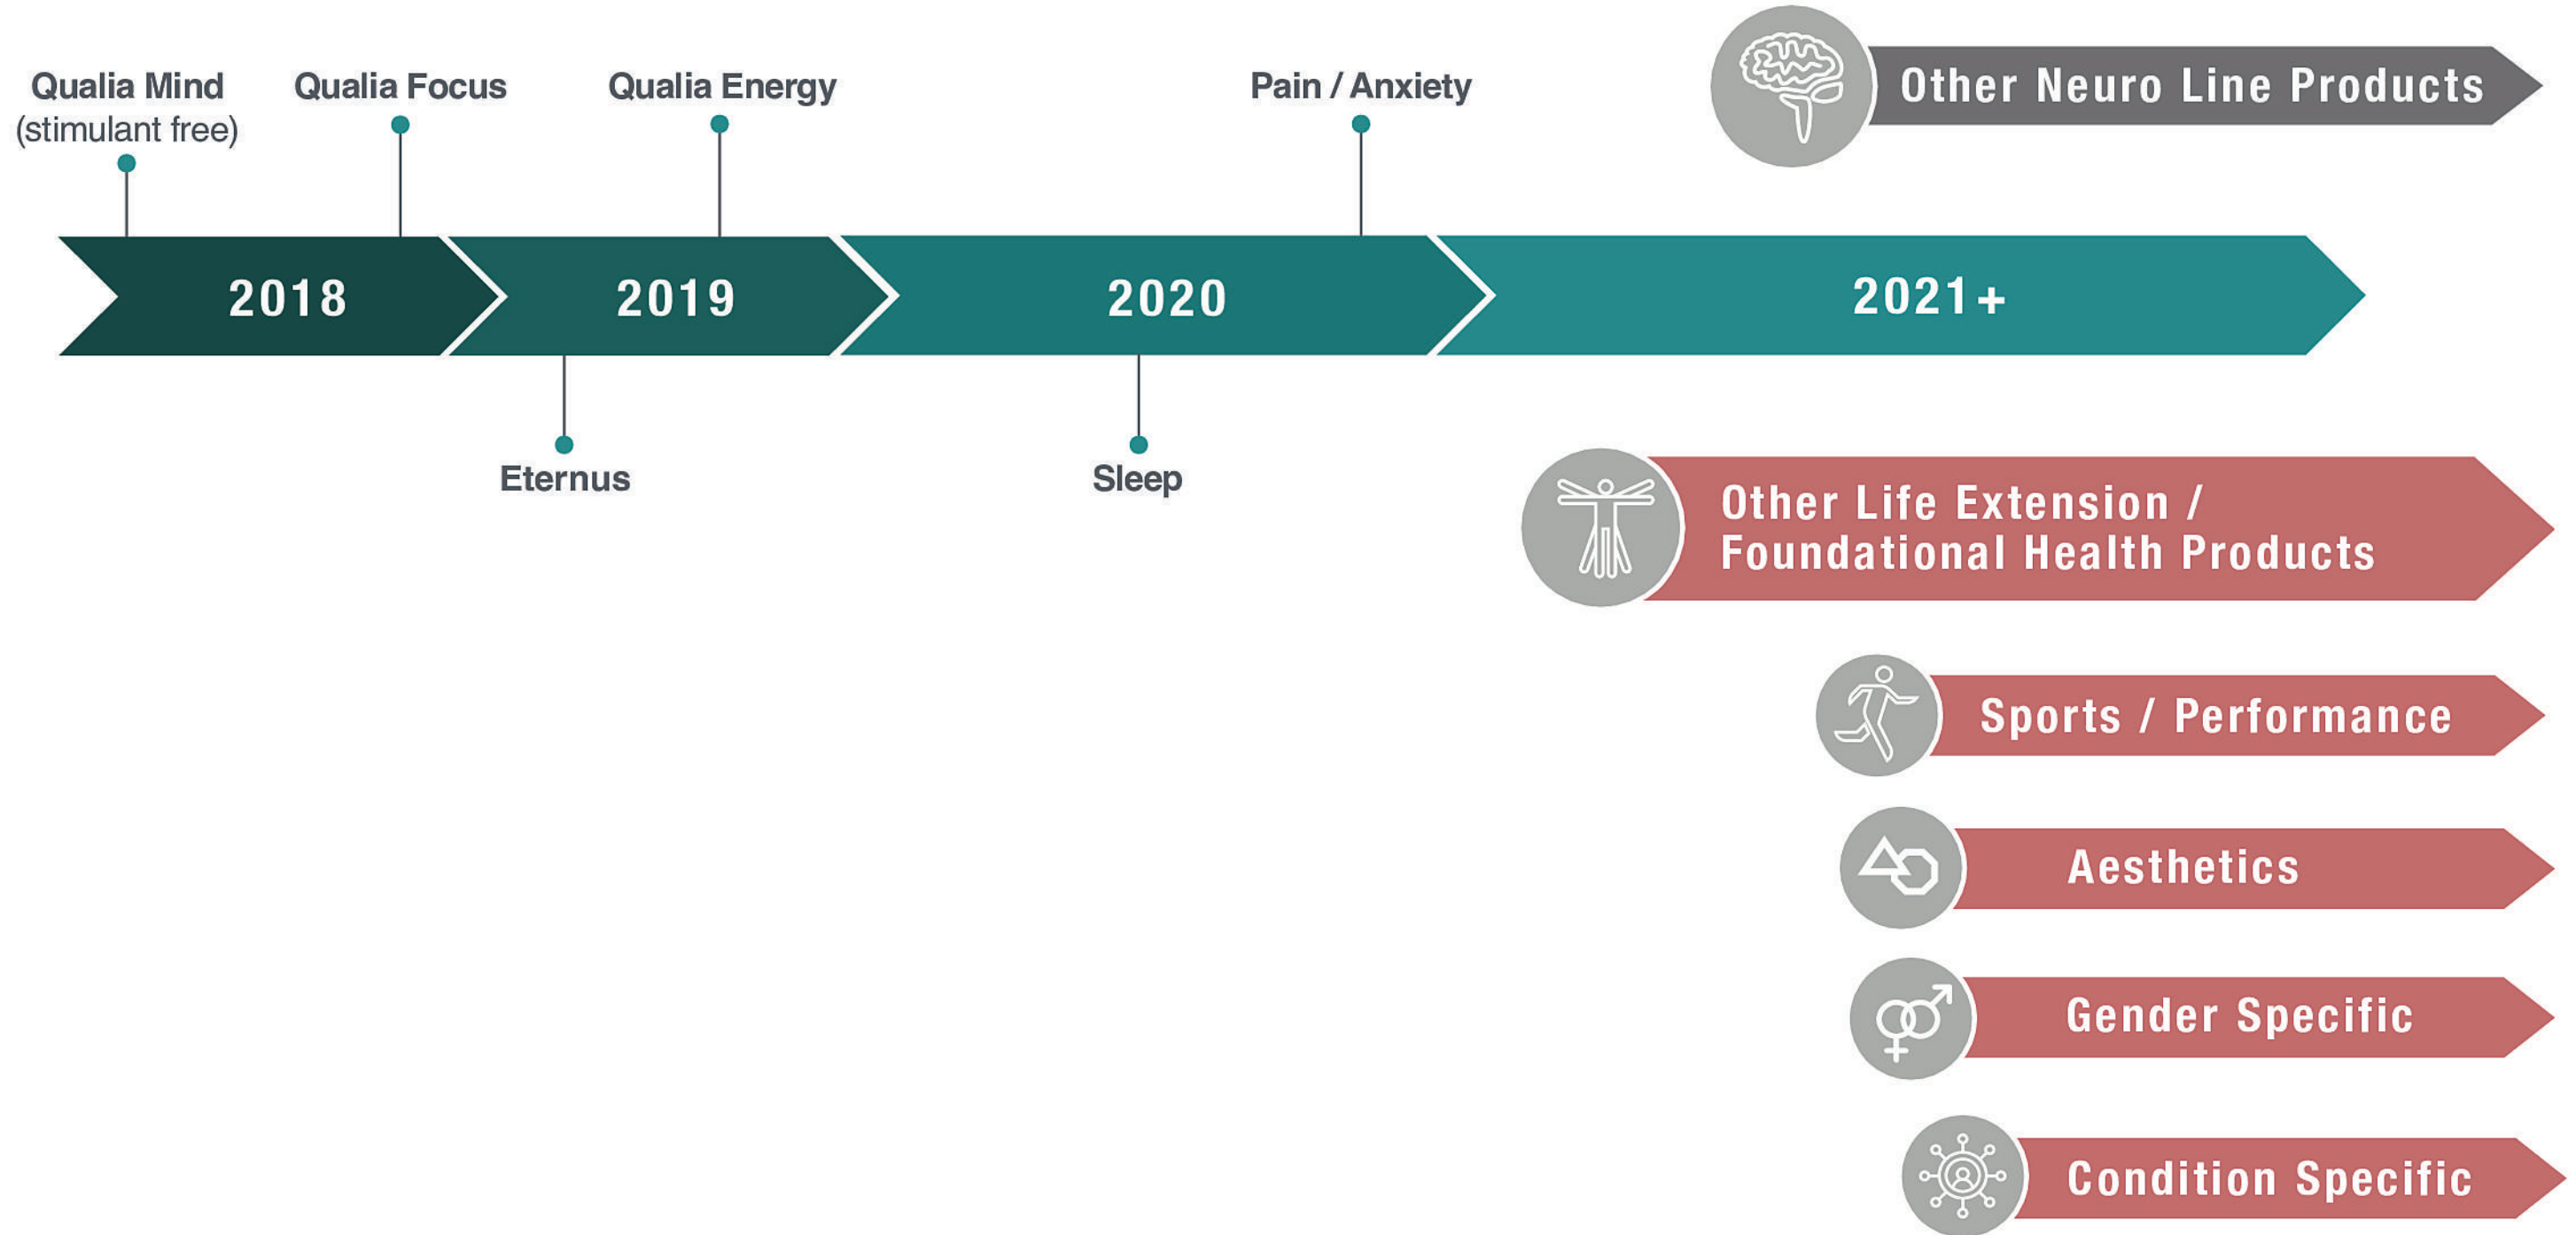 Qualia Mind
(stimulant free)
Qualia Focus
Qualia Energy
Pain / Anxiety
Other Neuro Line Products
2018
2019
2020
2021+
Eternus
Sleep
Other Life Extension /
Foundational Health Products
Sports / Performance
Aesthetics
Gender Specific
Condition Specific